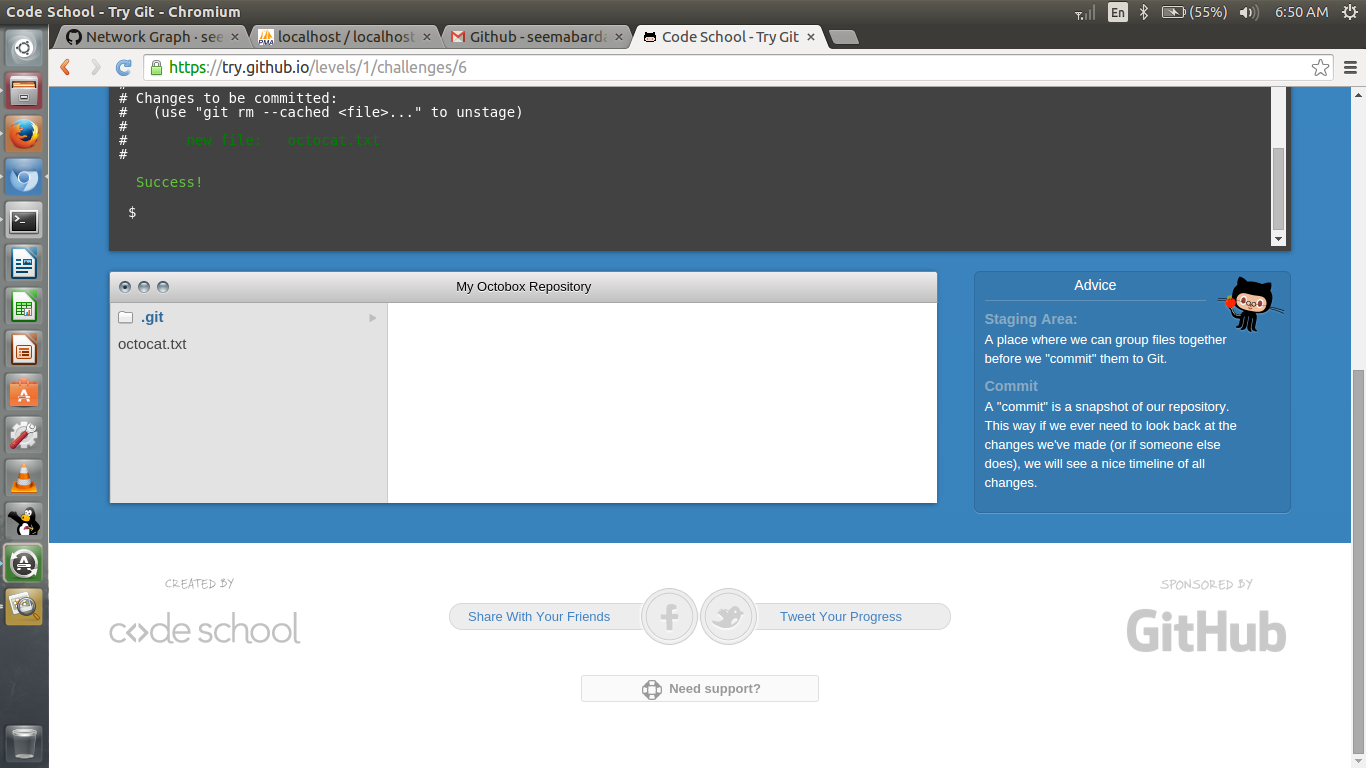 Code School - Try Git - Chromium
En
(55%)
6:50 AM
Network Graph · see
localhost / localhost
Github - seemabarda
Code School - Try Git
PMA
https://try.github.io/levels/1/challenges/6
#
# Changes to be committed:
#   (use "git rm --cached <file>..." to unstage)
#
#       new file:   octocat.txt
#
Success!
$
My Octobox Repository
.git
octocat.txt
Advice
Staging Area:
A place where we can group files together
before we "commit" them to Git.
Commit
A "commit" is a snapshot of our repository.
This way if we ever need to look back at the
changes we've made (or if someone else
does), we will see a nice timeline of all
changes.
CREATED BY
code school
Share With Your Friends
Tweet Your Progress
SPONSORED BY
GitHub
Need support?